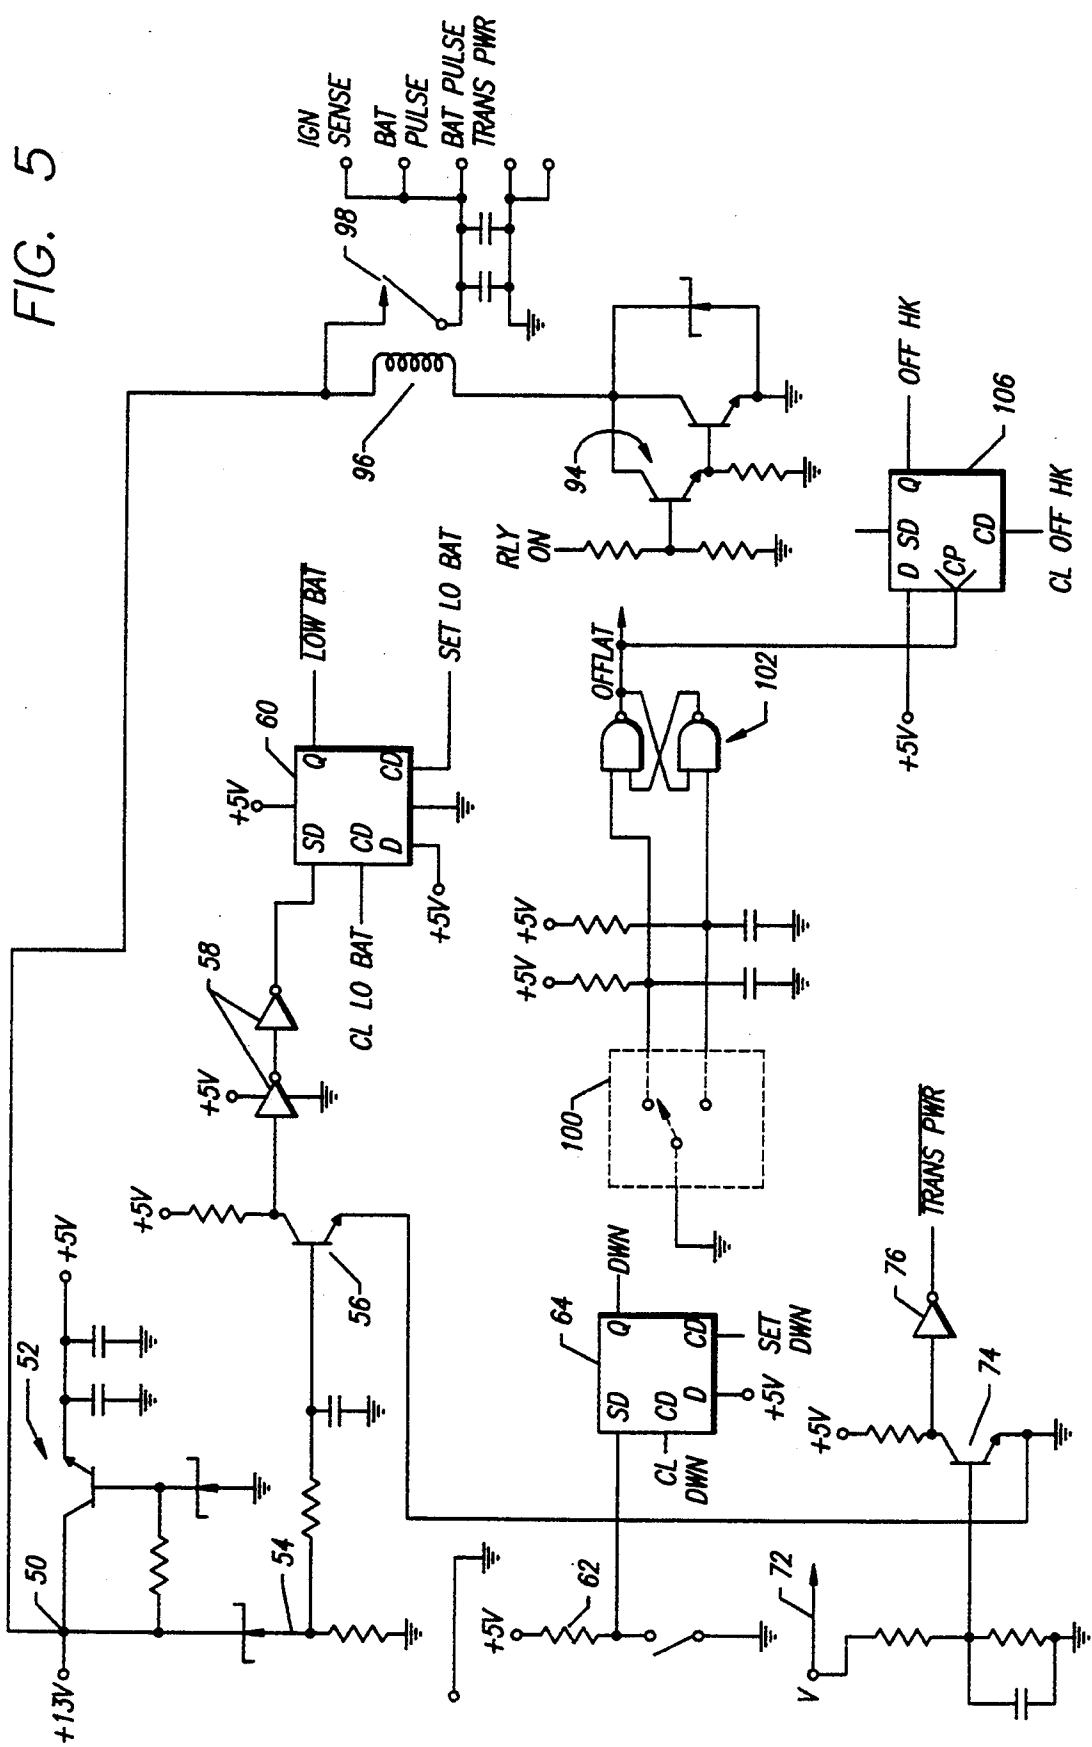 FIG. 5
+13V
50
52
+5V
54
56
+5V
+5V
58
+5V
60
SD
Q
CD
D
CD
LOW BAT
CL LO BAT
+5V
SET LO BAT
96
98
IGN
SENSE
BAT
PULSE
BAT PULSE
TRANS PWR
+5V
62
64
SD
Q
CD
D
CD
DWN
CL
DWN
+5V
SET
DWN
100
+5V
+5V
OFFLAT
102
RLY
ON
94
V
72
+5V
74
76
TRANS PWR
+5V
D
SD
Q
CP
CD
OFF HK
106
CL OFF HK